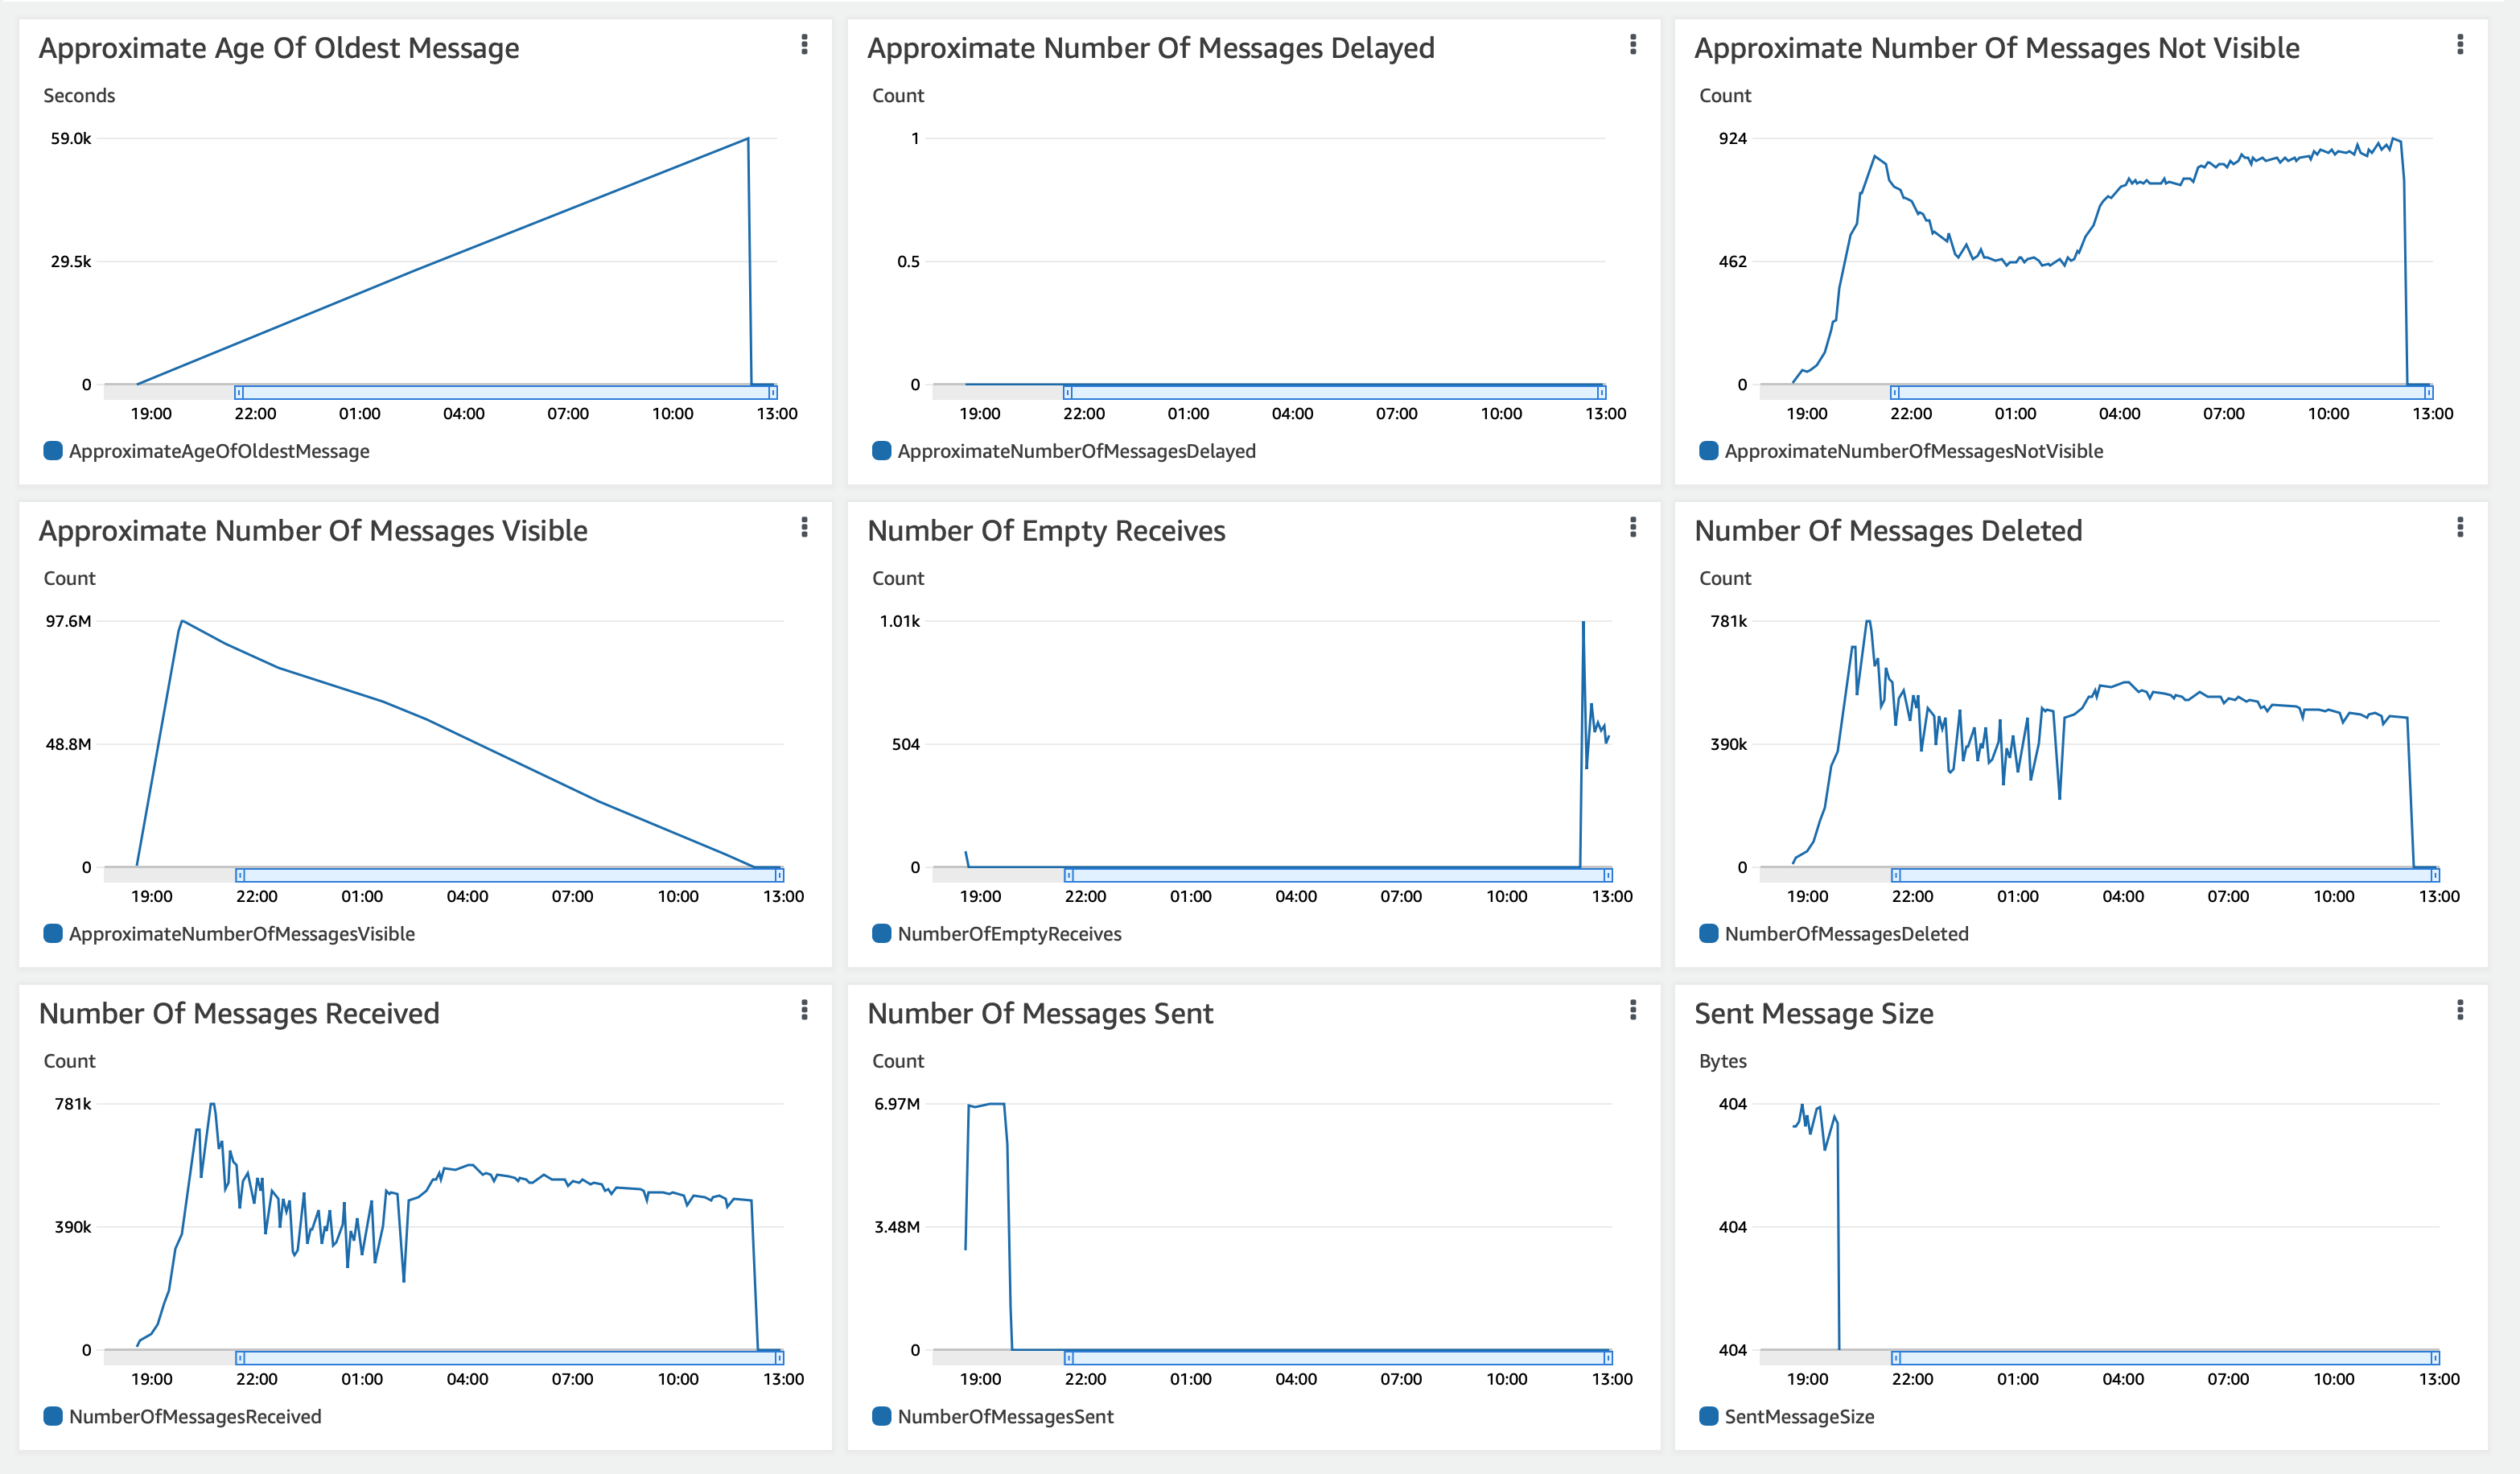 Approximate Age Of Oldest Message
Seconds
59.0k
29.5k
0
19:00 22:00 01:00 04:00 07:00 10:00 13:00
ApproximateAgeOfOldestMessage
Approximate Number Of Messages Delayed
Count
1
0.5
0
19:00 22:00 01:00 04:00 07:00 10:00 13:00
ApproximateNumberOfMessagesDelayed
Approximate Number Of Messages Not Visible
Count
924
462
0
19:00 22:00 01:00 04:00 07:00 10:00 13:00
ApproximateNumberOfMessagesNotVisible
Approximate Number Of Messages Visible
Count
97.6M
48.8M
0
19:00 22:00 01:00 04:00 07:00 10:00 13:00
ApproximateNumberOfMessagesVisible
Number Of Empty Receives
Count
1.01k
504
0
19:00 22:00 01:00 04:00 07:00 10:00 13:00
NumberOfEmptyReceives
Number Of Messages Deleted
Count
781k
390k
0
19:00 22:00 01:00 04:00 07:00 10:00 13:00
NumberOfMessagesDeleted
Number Of Messages Received
Count
781k
390k
0
19:00 22:00 01:00 04:00 07:00 10:00 13:00
NumberOfMessagesReceived
Number Of Messages Sent
Count
6.97M
3.48M
0
19:00 22:00 01:00 04:00 07:00 10:00 13:00
NumberOfMessagesSent
Sent Message Size
Bytes
404
404
404
19:00 22:00 01:00 04:00 07:00 10:00 13:00
SentMessageSize